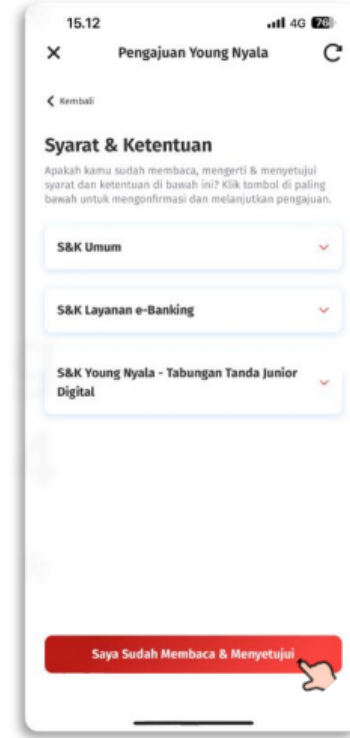 15.12
4G 76
Pengajuan Young Nyala
Kembali
Syarat & Ketentuan
Apakah kamu sudah membaca, mengerti & menyetujui
syarat dan ketentuan di bawah ini? Klik tombol di paling
bawah untuk mengonfirmasi dan melanjutkan pengajuan.
S&K Umum
S&K Layanan e-Banking
S&K Young Nyala - Tabungan Tanda Junior
Digital
Saya Sudah Membaca & Menyetujui